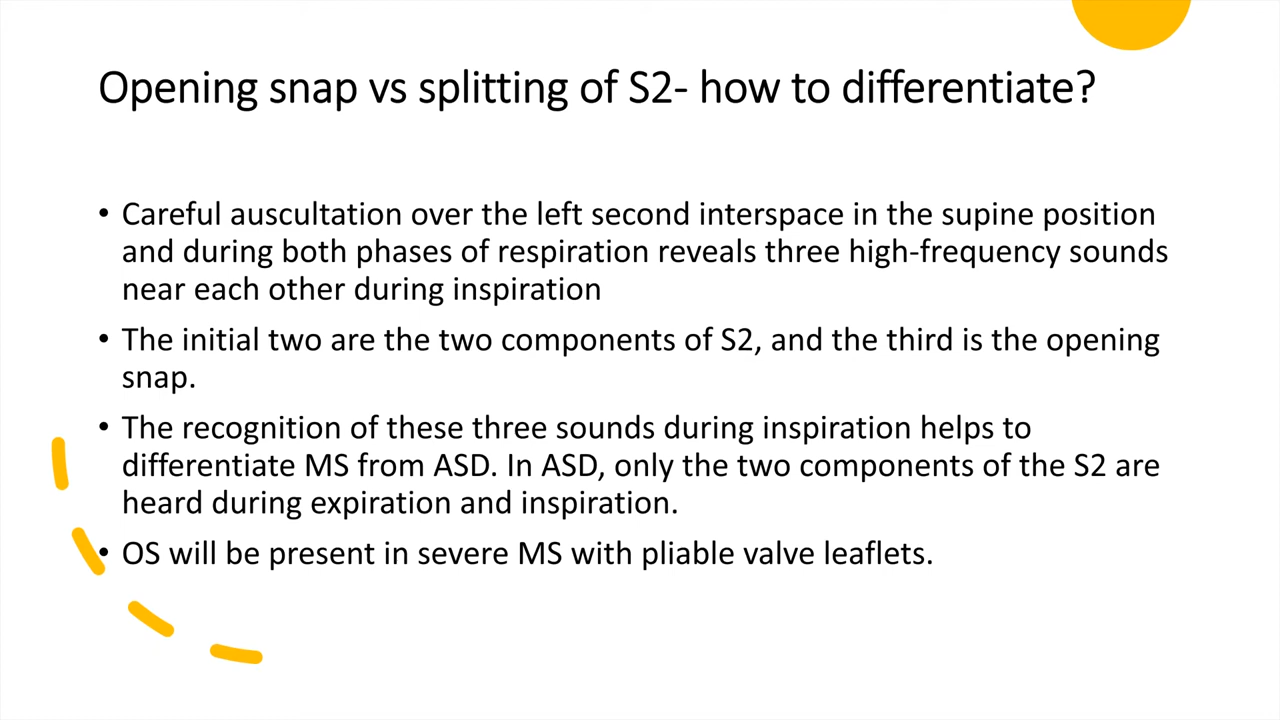 Opening snap vs splitting of S2- how to differentiate?
• Careful auscultation over the left second interspace in the supine position
and during both phases of respiration reveals three high-frequency sounds
near each other during inspiration
• The initial two are the two components of S2, and the third is the opening
snap.
• The recognition of these three sounds during inspiration helps to
differentiate MS from ASD. In ASD, only the two components of the S2 are
heard during expiration and inspiration.
• OS will be present in severe MS with pliable valve leaflets.